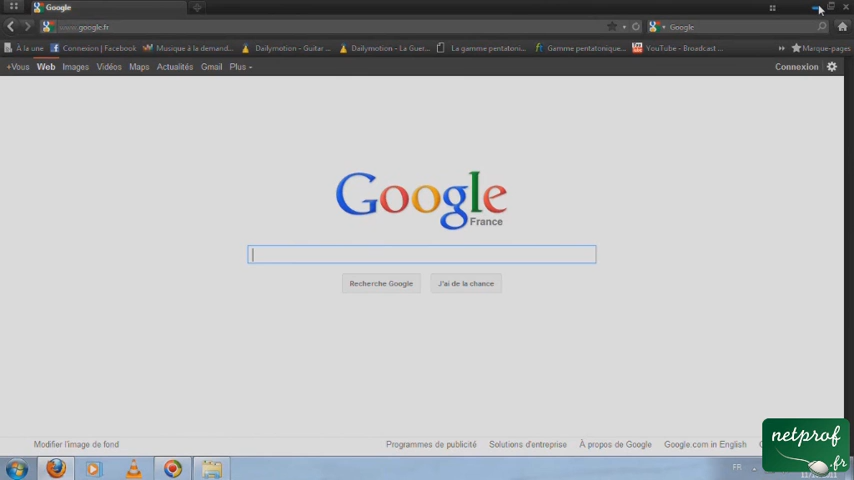 Google
www.google.fr
Google
À la une
Connexion | Facebook
Musique à la demand...
Dailymotion - Guitar ...
Dailymotion - La Guer...
La gamme pentatoni...
Gamme pentatonique...
YouTube - Broadcast ...
Marque-pages
+Vous Web Images Vidéos Maps Actualités Gmail Plus
Connexion
Google
France
Recherche Google
J'ai de la chance
Modifier l'image de fond
Programmes de publicité
Solutions d'entreprise
À propos de Google
Google.com in English
netprof
.fr
FR